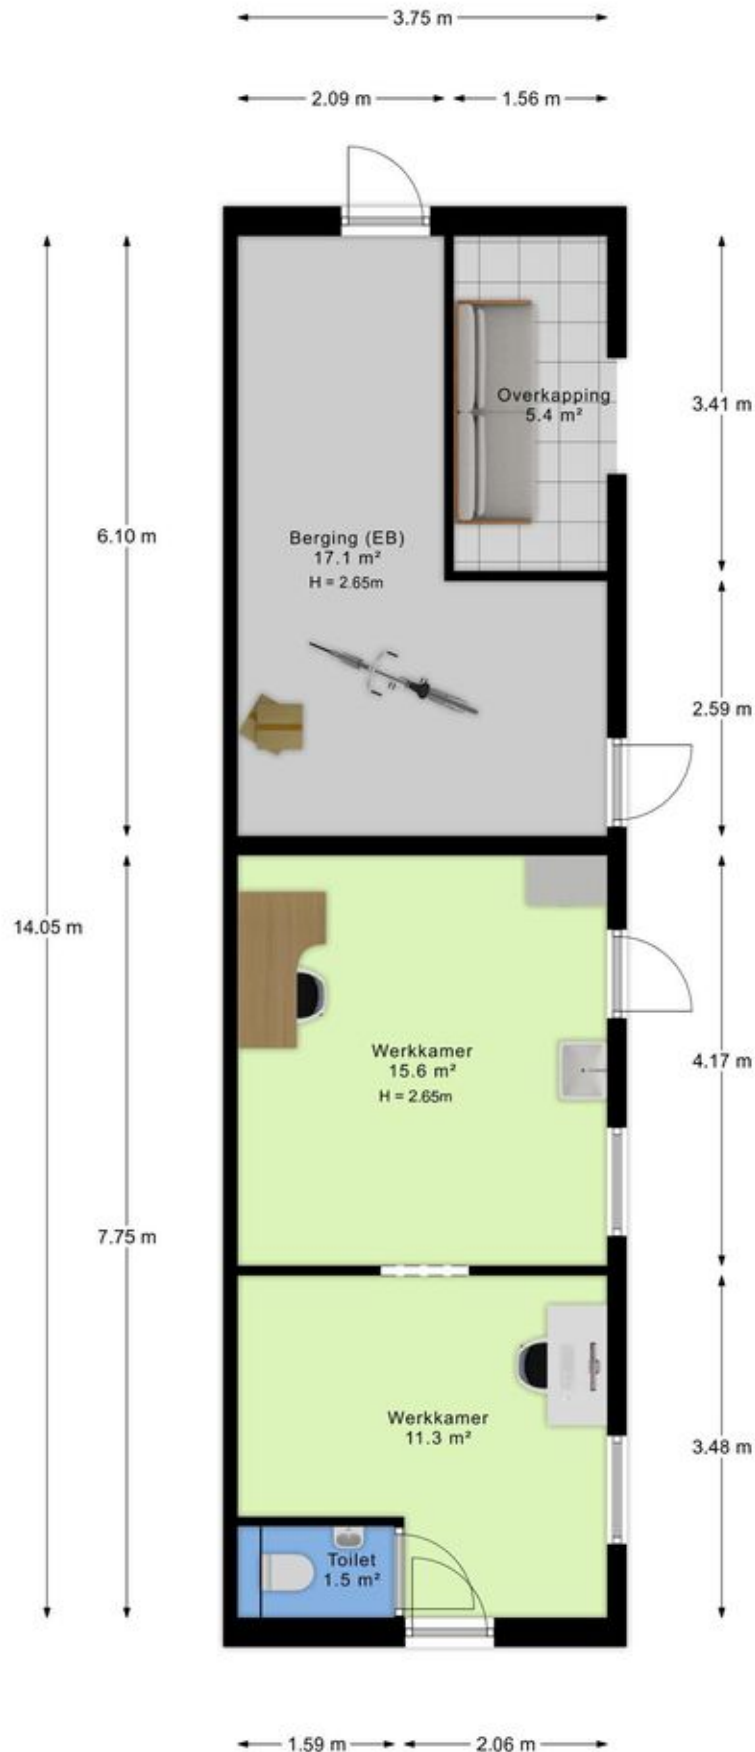 3.75 m
2.09 m
1.56 m
Overkapping
5.4 m²
3.41 m
6.10 m
Berging (EB)
17.1 m²
H = 2.65m
2.59 m
14.05 m
Werkkamer
15.6 m²
H = 2.65m
4.17 m
7.75 m
Werkkamer
11.3 m²
3.48 m
Toilet
1.5 m²
1.59 m
2.06 m